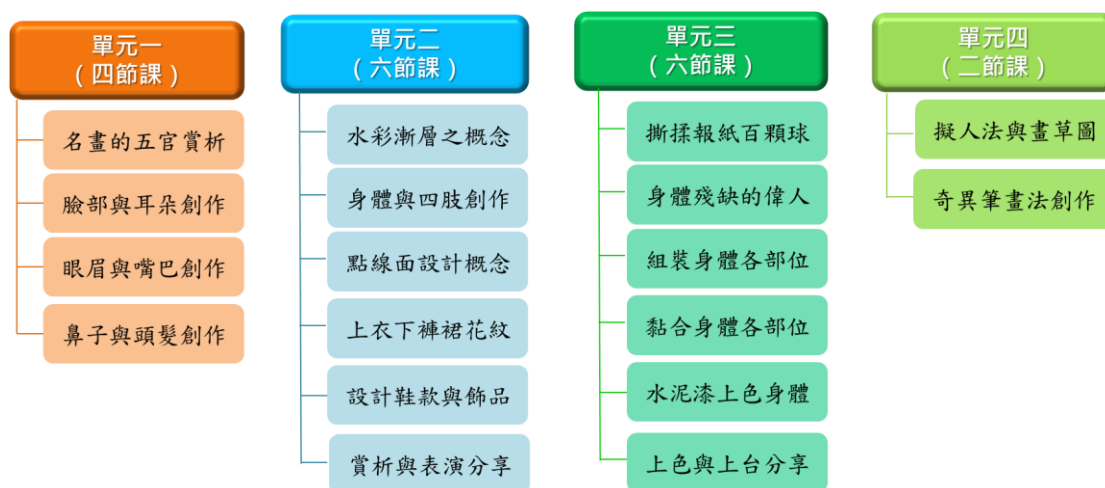 單元一
（四節課）
名畫的五官賞析
臉部與耳朵創作
眼眉與嘴巴創作
鼻子與頭髮創作
單元二
（六節課）
水彩漸層之概念
身體與四肢創作
點線面設計概念
上衣下褲裙花紋
設計鞋款與飾品
賞析與表演分享
單元三
（六節課）
撕揉報紙百顆球
身體殘缺的偉人
組裝身體各部位
黏合身體各部位
水泥漆上色身體
上色與上台分享
單元四
（二節課）
擬人法與畫草圖
奇異筆畫法創作